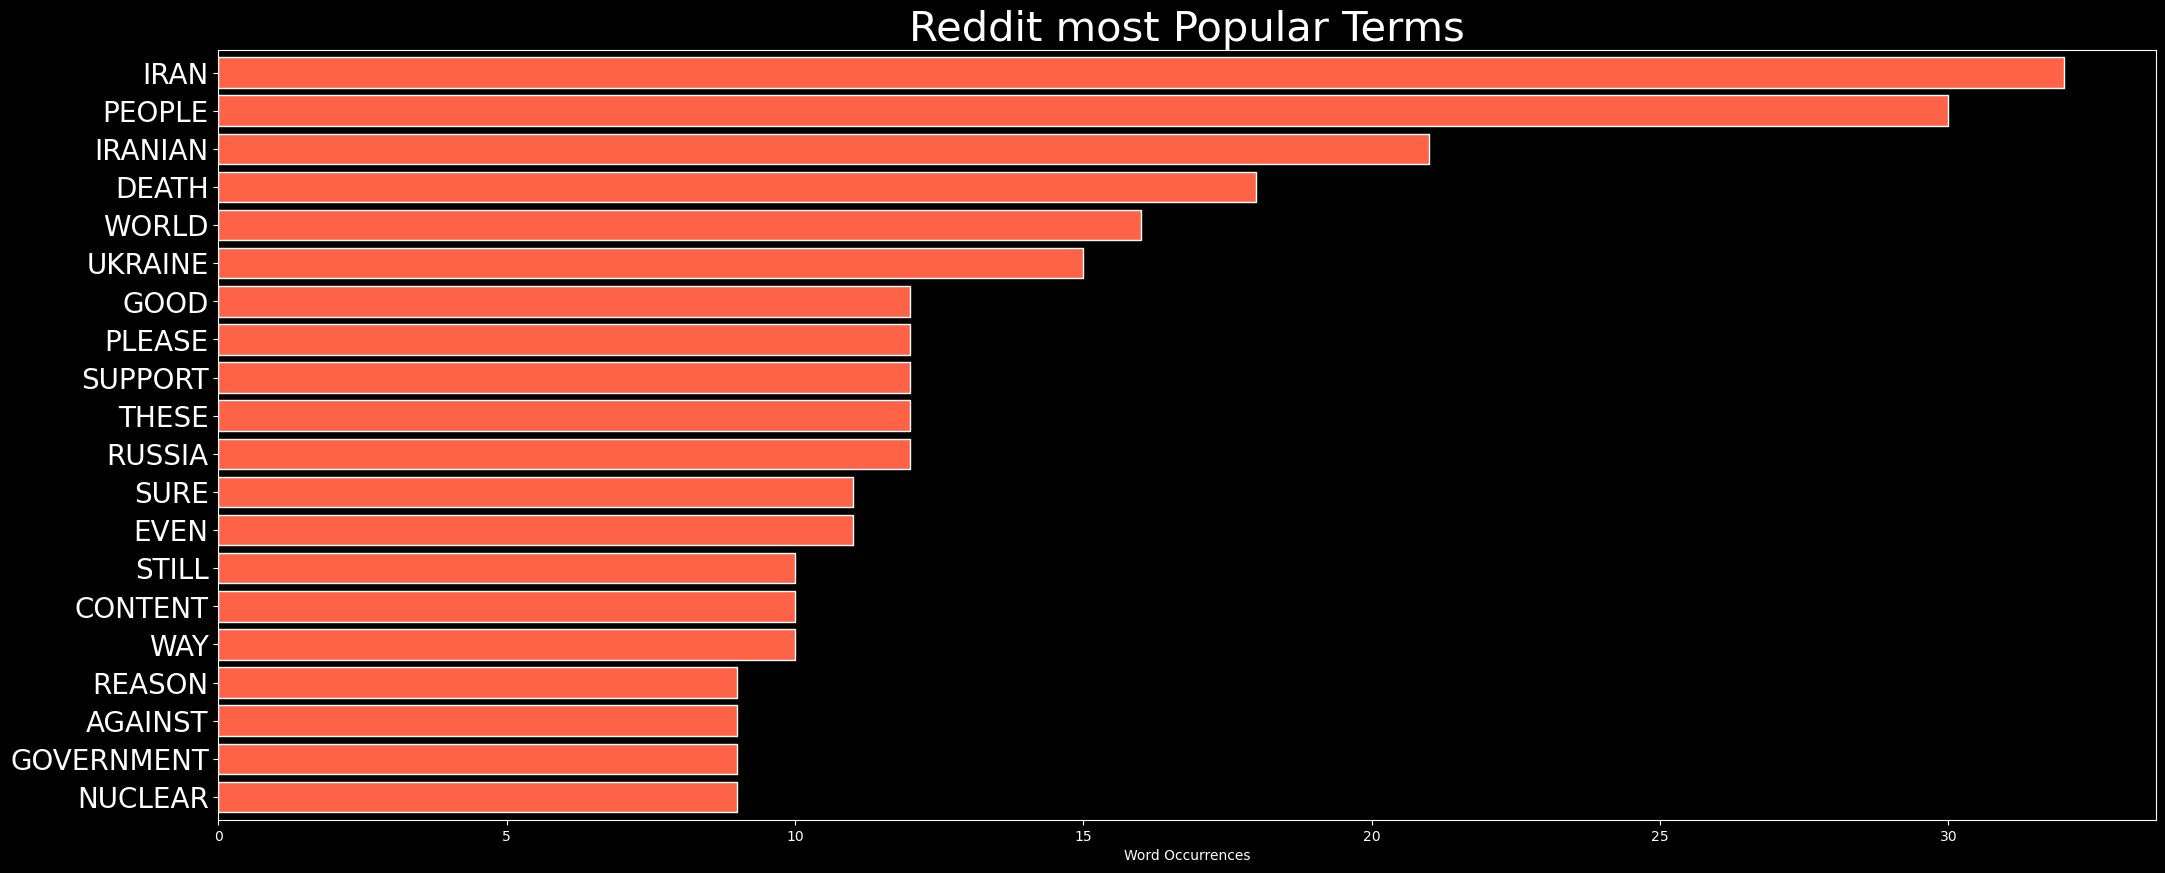 Reddit most Popular Terms
IRAN
PEOPLE
IRANIAN
DEATH
WORLD
UKRAINE
GOOD
PLEASE
SUPPORT
THESE
RUSSIA
SURE
EVEN
STILL
CONTENT
WAY
REASON
AGAINST
GOVERNMENT
NUCLEAR
0 5 10 15 20 25 30
Word Occurrences